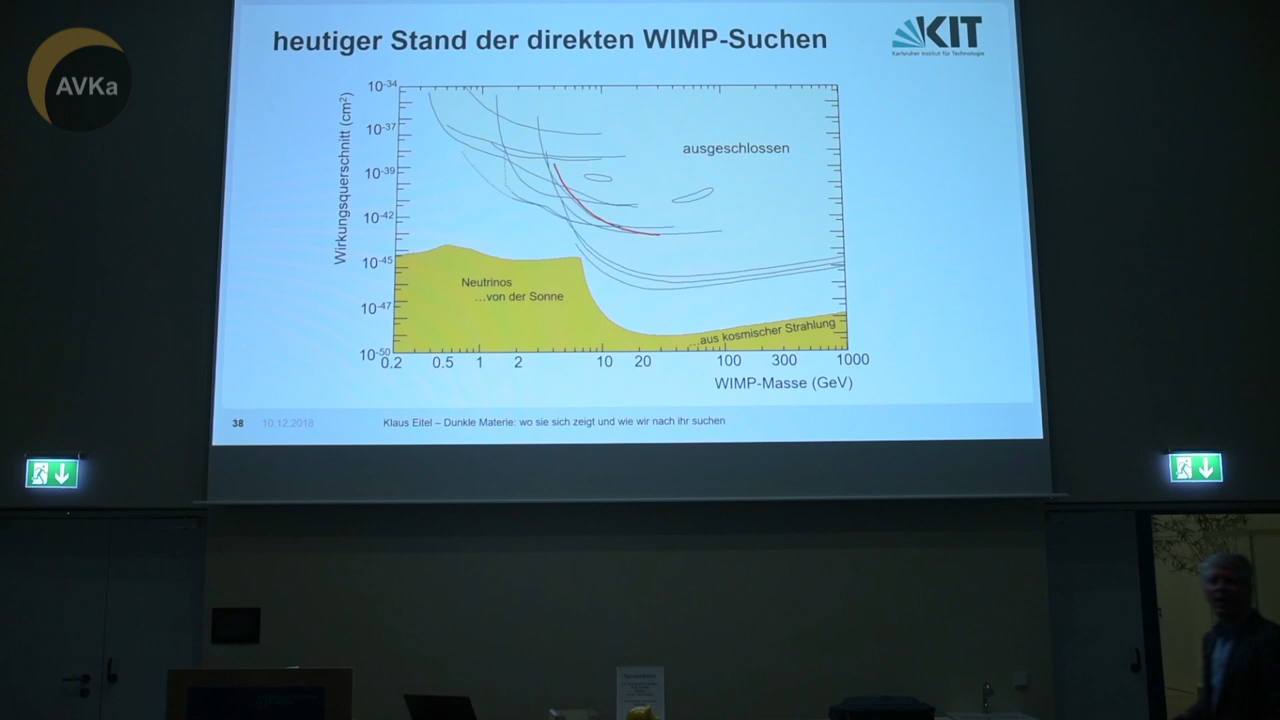 AVKa
heutiger Stand der direkten WIMP-Suchen
KIT
Karlsruher Institut für Technologie
Wirkungsquerschnitt (cm²)
10⁻³⁴
10⁻³⁷
10⁻³⁹
10⁻⁴²
10⁻⁴⁵
10⁻⁴⁷
10⁻⁵⁰
ausgeschlossen
Neutrinos
...von der Sonne
...aus kosmischer Strahlung
0.2 0.5 1 2 10 20 100 300 1000
WIMP-Masse (GeV)
38 10.12.2018 Klaus Eitel – Dunkle Materie: wo sie sich zeigt und wie wir nach ihr suchen